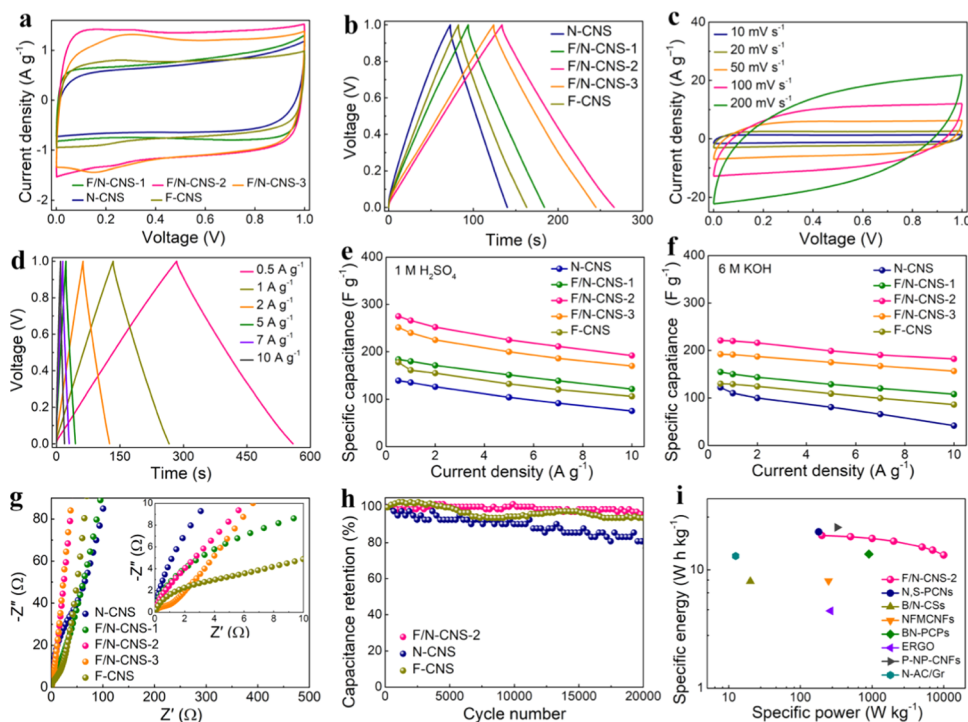 a
Current density (A g⁻¹)
1
0
-1
-2
F/N-CNS-1 F/N-CNS-2 F/N-CNS-3
N-CNS F-CNS
0.0 0.2 0.4 0.6 0.8 1.0
Voltage (V)
b
Voltage (V)
1.0
0.8
0.6
0.4
0.2
0.0
N-CNS
F/N-CNS-1
F/N-CNS-2
F/N-CNS-3
F-CNS
0 100 200 300
Time (s)
c
Current density (A g⁻¹)
40
20
0
-20
10 mV s⁻¹
20 mV s⁻¹
50 mV s⁻¹
100 mV s⁻¹
200 mV s⁻¹
0.0 0.2 0.4 0.6 0.8 1.0
Voltage (V)
d
Voltage (V)
1.0
0.8
0.6
0.4
0.2
0.0
0.5 A g⁻¹
1 A g⁻¹
2 A g⁻¹
5 A g⁻¹
7 A g⁻¹
10 A g⁻¹
0 150 300 450 600
Time (s)
e
Specific capacitance (F g⁻¹)
400
300
200
100
0
1 M H₂SO₄
N-CNS
F/N-CNS-1
F/N-CNS-2
F/N-CNS-3
F-CNS
0 2 4 6 8 10
Current density (A g⁻¹)
f
Specific capatiance (F g⁻¹)
400
300
200
100
0
6 M KOH
N-CNS
F/N-CNS-1
F/N-CNS-2
F/N-CNS-3
F-CNS
0 2 4 6 8 10
Current density (A g⁻¹)
g
-Z″ (Ω)
80
60
40
20
0
N-CNS
F/N-CNS-1
F/N-CNS-2
F/N-CNS-3
F-CNS
0 100 200 300 400 500
Z′ (Ω)
-Z″ (Ω)
10
8
6
4
2
0
0 2 4 6 8 10
Z′ (Ω)
h
Capacitance retention (%)
100
80
60
40
20
0
F/N-CNS-2
N-CNS
F-CNS
0 5000 10000 15000 20000
Cycle number
i
Specific energy (W h kg⁻¹)
10
1
F/N-CNS-2
N,S-PCNs
B/N-CSs
NFMCNFs
BN-PCPs
ERGO
P-NP-CNFs
N-AC/Gr
10 100 1000 10000
Specific power (W kg⁻¹)